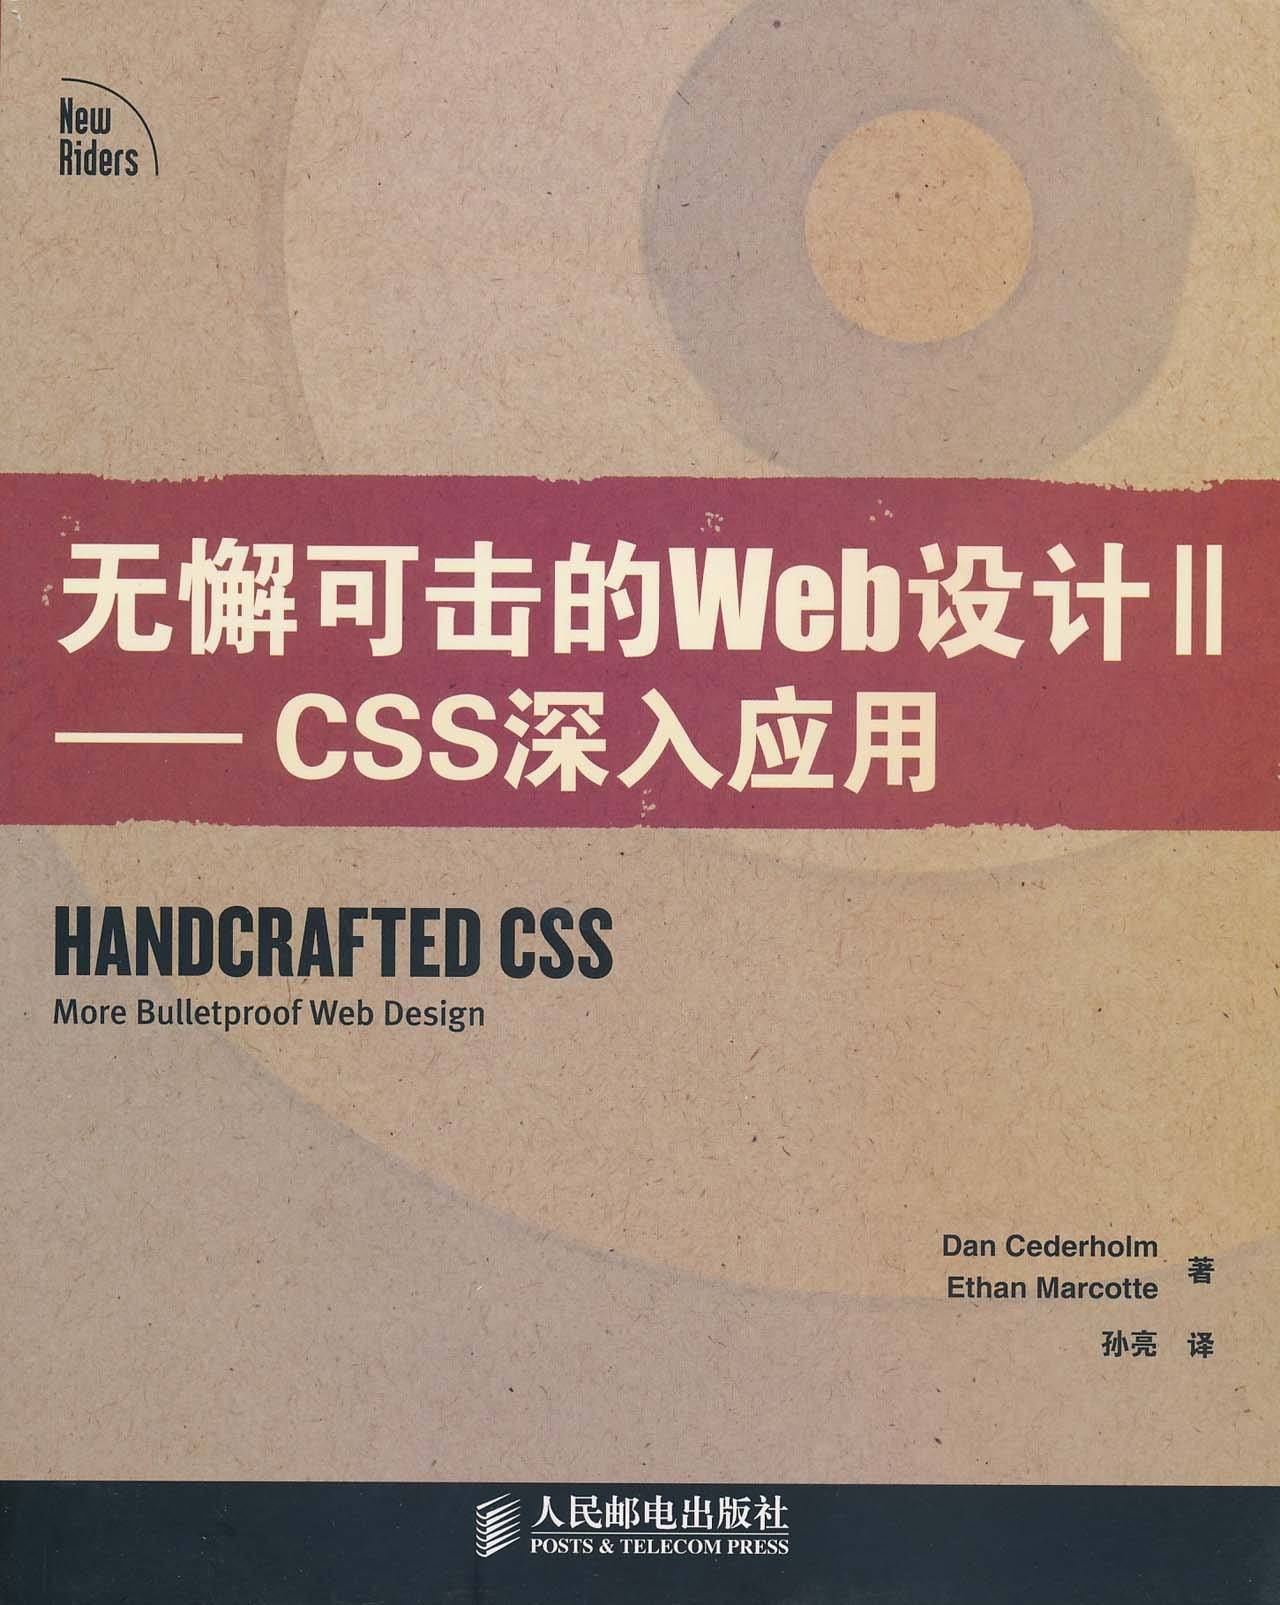 New
Riders
无懈可击的Web设计Ⅱ
——CSS深入应用
HANDCRAFTED CSS
More Bulletproof Web Design
Dan Cederholm
Ethan Marcotte 著
孙亮 译
人民邮电出版社
POSTS & TELECOM PRESS